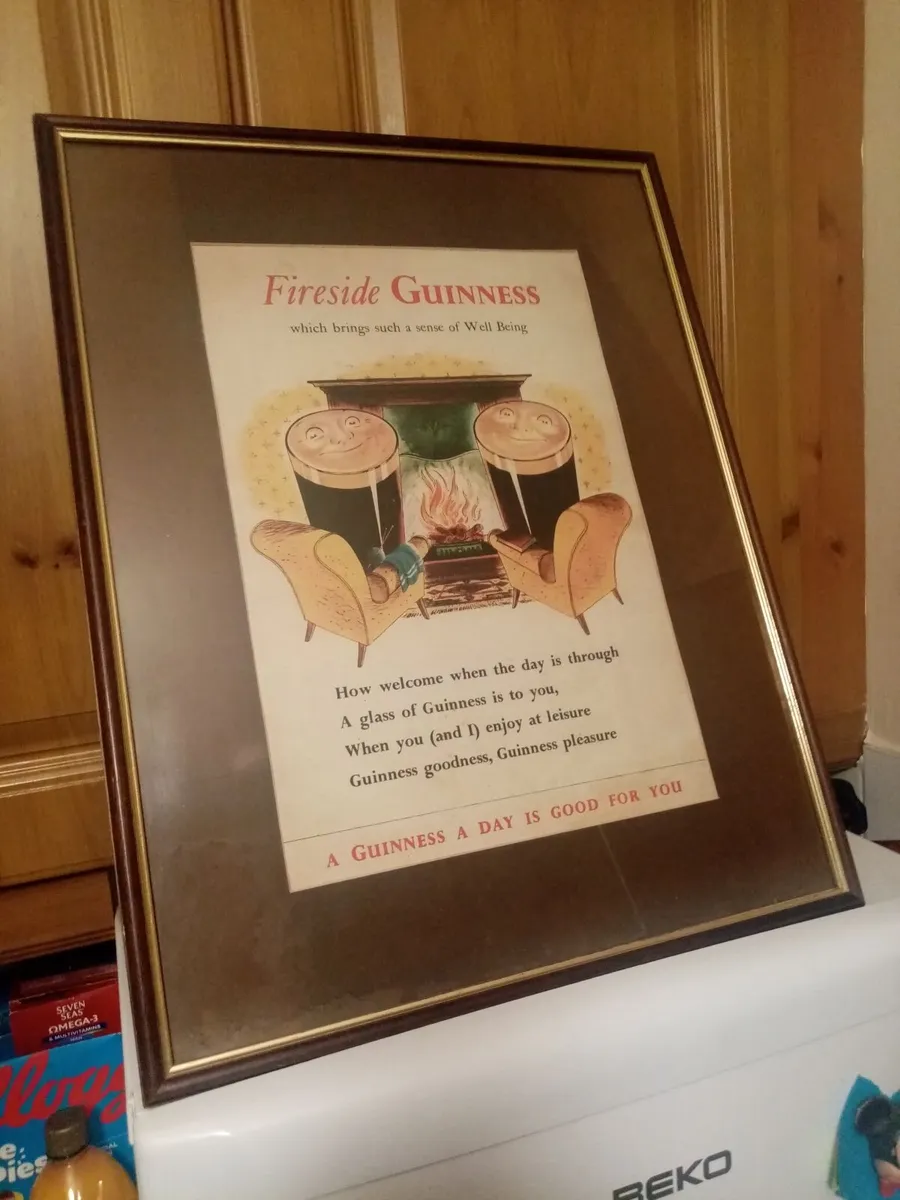 Fireside GUINNESS
which brings such a sense of Well Being
How welcome when the day is through
A glass of Guinness is to you,
When you (and I) enjoy at leisure
Guinness goodness, Guinness pleasure
A GUINNESS A DAY IS GOOD FOR YOU
SEVEN
SEAS
OMEGA-3
& MULTIVITAMINS
MAN
BEKO